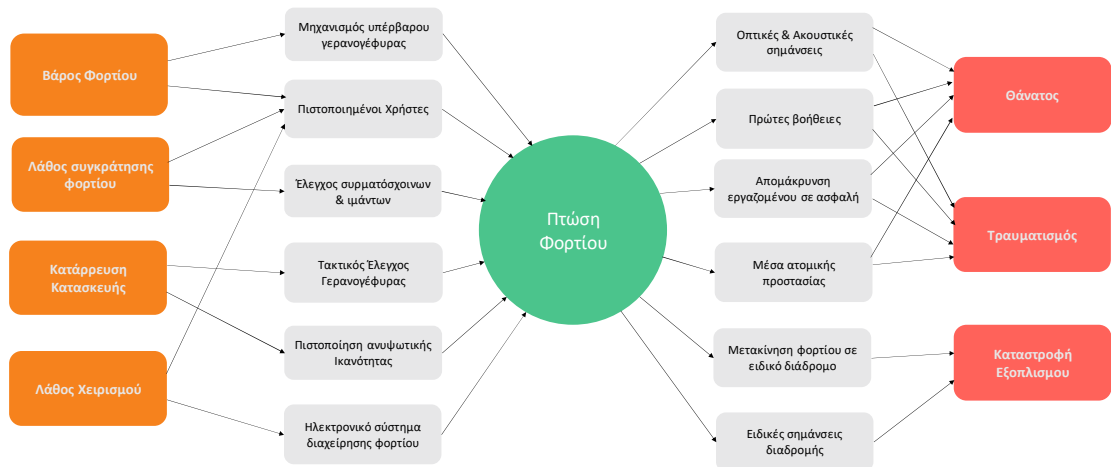 Βάρος Φορτίου
Λάθος συγκράτησης
φορτίου
Κατάρρευση
Κατασκευής
Λάθος Χειρισμού
Μηχανισμός υπέρβαρου
γερανογέφυρας
Πιστοποιημένοι Χρήστες
Έλεγχος συρματόσχοινων
& ιμάντων
Τακτικός Έλεγχος
Γερανογέφυρας
Πιστοποίηση ανυψωτικής
Ικανότητας
Ηλεκτρονικό σύστημα
διαχείρησης φορτίου
Πτώση
Φορτίου
Οπτικές & Ακουστικές
σημάνσεις
Πρώτες βοήθειες
Απομάκρυνση
εργαζομένου σε ασφαλή
Μέσα ατομικής
προστασίας
Μετακίνηση φορτίου σε
ειδικό διάδρομο
Ειδικές σημάνσεις
διαδρομής
Θάνατος
Τραυματισμός
Καταστροφή
Εξοπλισμου